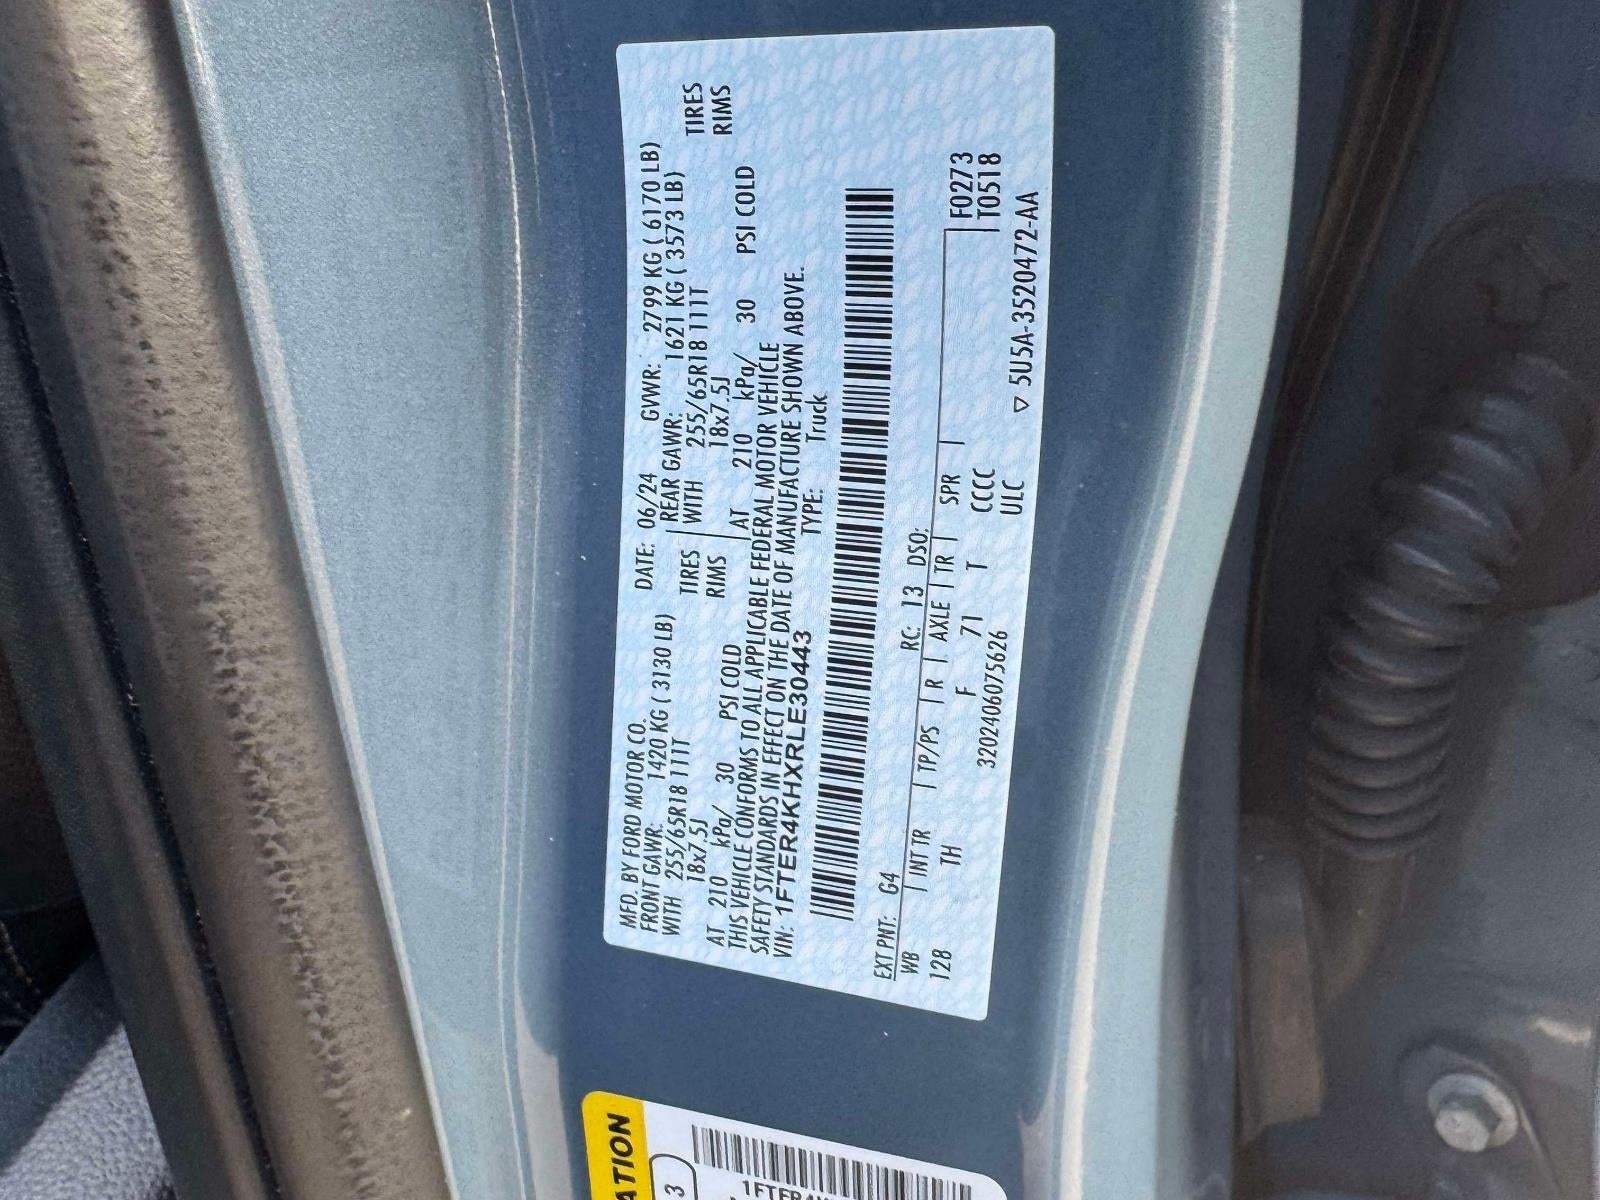 MFD. BY FORD MOTOR CO. DATE: 06/24 GVWR: 2799 KG ( 6170 LB)
FRONT GAWR: 1420 KG ( 3130 LB) REAR GAWR: 1621 KG ( 3573 LB)
WITH 255/65R18 111T TIRES WITH 255/65R18 111T TIRES
18x7.5J RIMS 18x7.5J RIMS
AT 210 kPa/ 30 PSI COLD AT 210 kPa/ 30 PSI COLD
THIS VEHICLE CONFORMS TO ALL APPLICABLE FEDERAL MOTOR VEHICLE
SAFETY STANDARDS IN EFFECT ON THE DATE OF MANUFACTURE SHOWN ABOVE.
VIN: 1FTER4KHXRLE30443 TYPE: Truck
EXT PNT: G4 RC: 13 DSO:
WB INT TR TP/PS R AXLE TR SPR F0273
128 TH F 71 T CCCC T0518
3202406075626 ULC
▽ 5U5A-3520472-AA
ATION
3